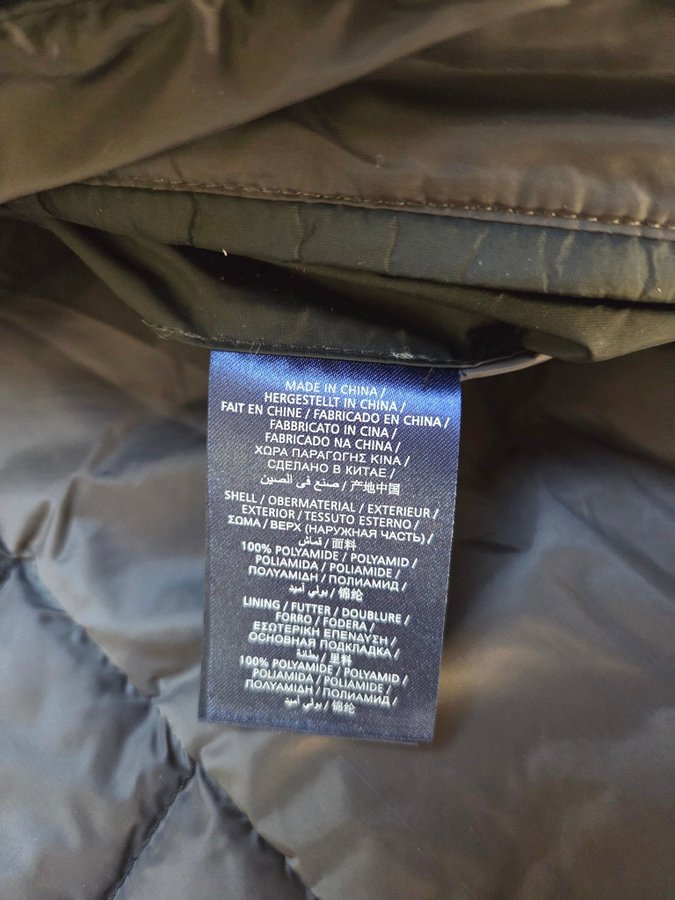 MADE IN CHINA /
HERGESTELLT IN CHINA /
FAIT EN CHINE / FABRICADO EN CHINA /
FABBRICATO IN CINA /
FABRICADO NA CHINA /
ΧΩΡΑ ΠΑΡΑΓΩΓΗΣ ΚΙΝΑ /
СДЕЛАНО В КИТАЕ /
صنع في الصين / 产地中国
SHELL / OBERMATERIAL / EXTERIEUR /
EXTERIOR / TESSUTO ESTERNO /
ΣΩΜΑ / ВЕРХ (НАРУЖНАЯ ЧАСТЬ) /
قماش / 面料
100% POLYAMIDE / POLYAMID /
POLIAMIDA / POLIAMIDE /
ΠΟΛΥΑΜΙΔΗ / ПОЛИАМИД /
بولي أميد / 锦纶
LINING / FUTTER / DOUBLURE /
FORRO / FODERA /
ΕΣΩΤΕΡΙΚΗ ΕΠΕΝΔΥΣΗ /
ОСНОВНАЯ ПОДКЛАДКА /
بطانة / 里料
100% POLYAMIDE / POLYAMID /
POLIAMIDA / POLIAMIDE /
ΠΟΛΥΑΜΙΔΗ / ПОЛИАМИД /
بولي أميد / 锦纶